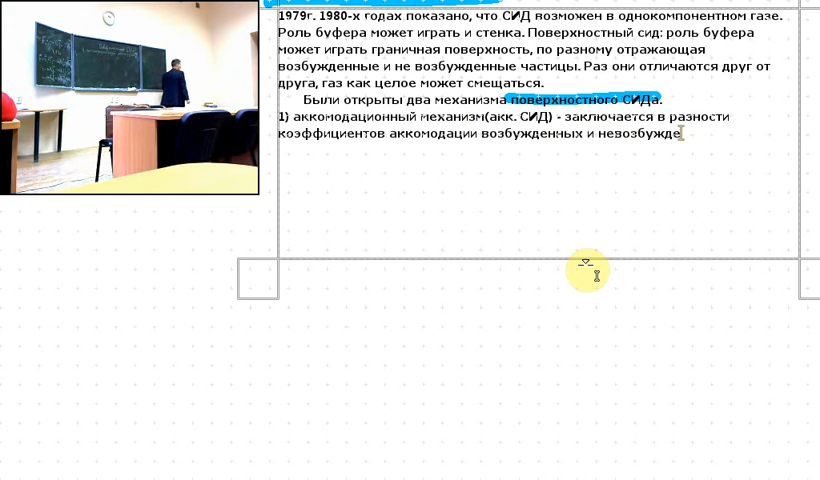 1979г. 1980-х годах показано, что СИД возможен в однокомпонентном газе.
Роль буфера может играть и стенка. Поверхностный сид: роль буфера
может играть граничная поверхность, по разному отражающая
возбужденные и не возбужденные частицы. Раз они отличаются друг от
друга, газ как целое может смещаться.
Были открыты два механизма поверхностного СИДа.
1) аккомодационный механизм(акк. СИД) - заключается в разности
коэффициентов аккомодации возбужденных и невозбужде